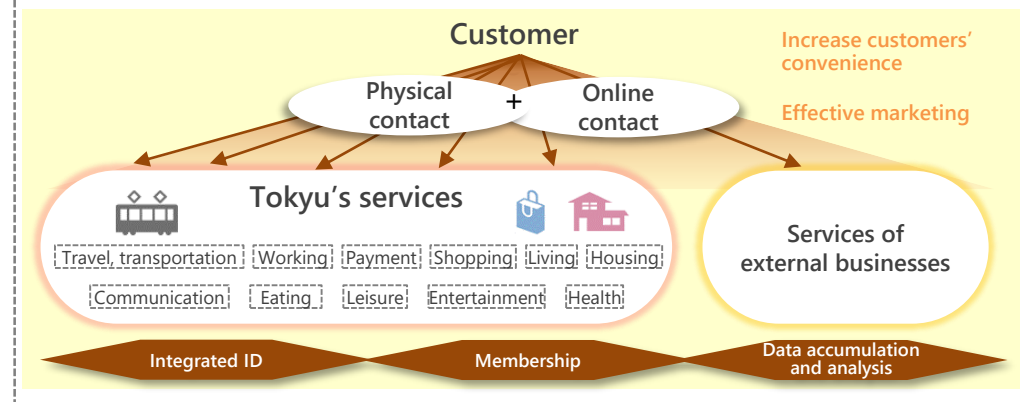 Customer
Increase customers’
convenience
Physical
contact
+
Online
contact
Effective marketing
Tokyu’s services
Travel, transportation
Working
Payment
Shopping
Living
Housing
Communication
Eating
Leisure
Entertainment
Health
Services of
external businesses
Integrated ID
Membership
Data accumulation
and analysis